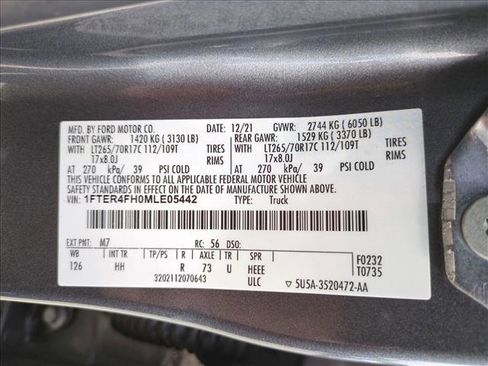 MFD. BY FORD MOTOR CO. DATE: 12/21 GVWR: 2744 KG ( 6050 LB)
FRONT GAWR: 1420 KG ( 3130 LB) REAR GAWR: 1529 KG ( 3370 LB)
WITH LT265/70R17C 112/109T WITH LT265/70R17C 112/109T
17x8.0J 17x8.0J
AT 270 kPa/ 39 PSI COLD AT 270 kPa/ 39 PSI COLD
THIS VEHICLE CONFORMS TO ALL APPLICABLE FEDERAL MOTOR VEHICLE
SAFETY STANDARDS IN EFFECT ON THE DATE OF MANUFACTURE SHOWN ABOVE.
VIN: 1FTER4FH0MLE05442 TYPE: Truck
EXT PNT: M7 RC: 56 DSO:
WB INT TR TP/PS R AXLE TR SPR F0232
126 HH R 73 U HEEE T0735
3202112070643 ULC 5U5A-3520472-AA